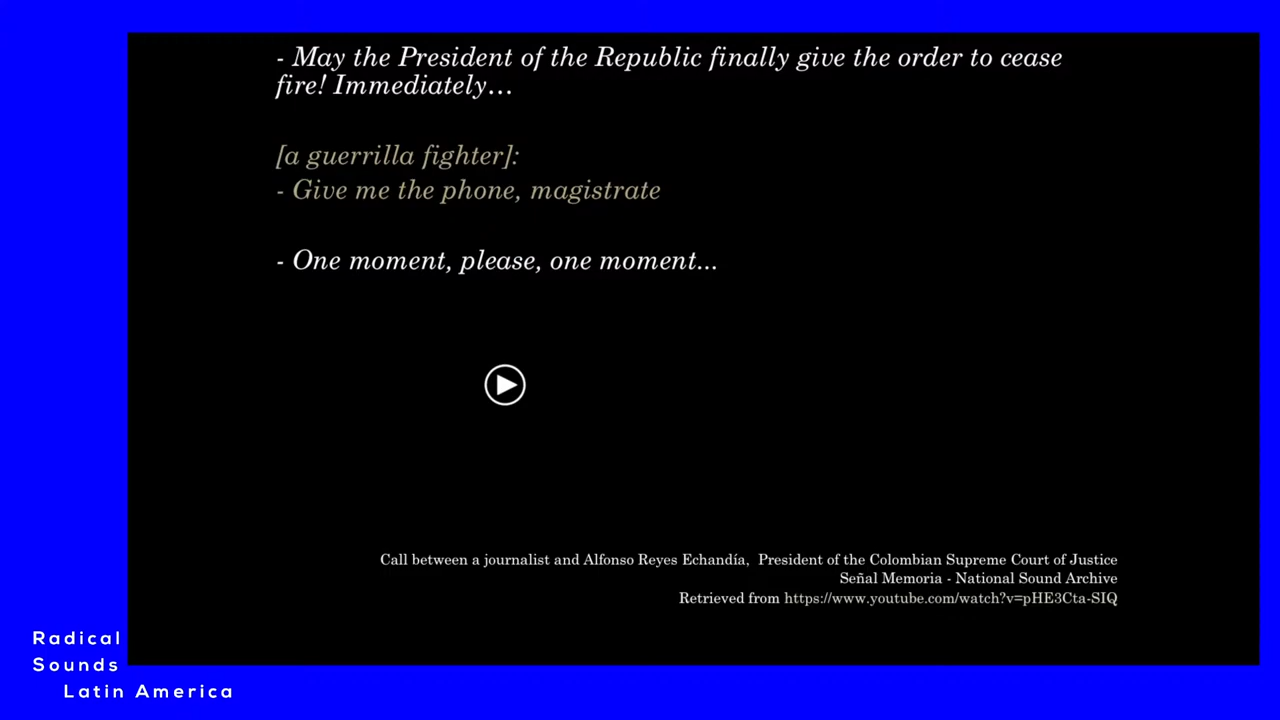 - May the President of the Republic finally give the order to cease
fire! Immediately…
[a guerrilla fighter]:
- Give me the phone, magistrate
- One moment, please, one moment...
Call between a journalist and Alfonso Reyes Echandía, President of the Colombian Supreme Court of Justice
Señal Memoria - National Sound Archive
Retrieved from https://www.youtube.com/watch?v=pHE3Cta-SIQ
Radical
Sounds
Latin America